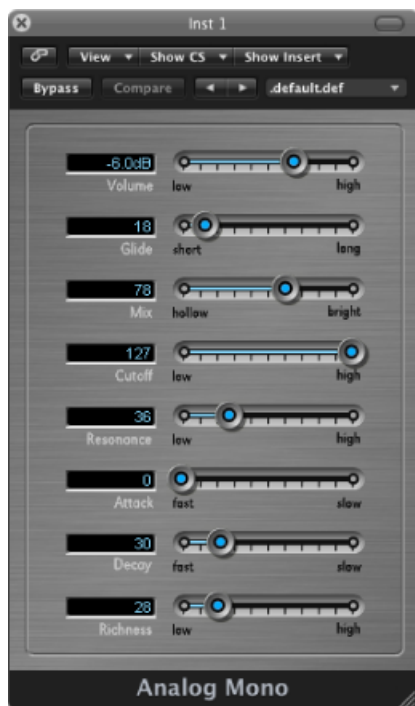 Inst 1
View Show CS Show Insert
Bypass Compare .default.def
-6.0dB
Volume low high
18
Glide short long
78
Mix hollow bright
127
Cutoff low high
36
Resonance low high
0
Attack fast slow
30
Decay fast slow
28
Richness low high
Analog Mono